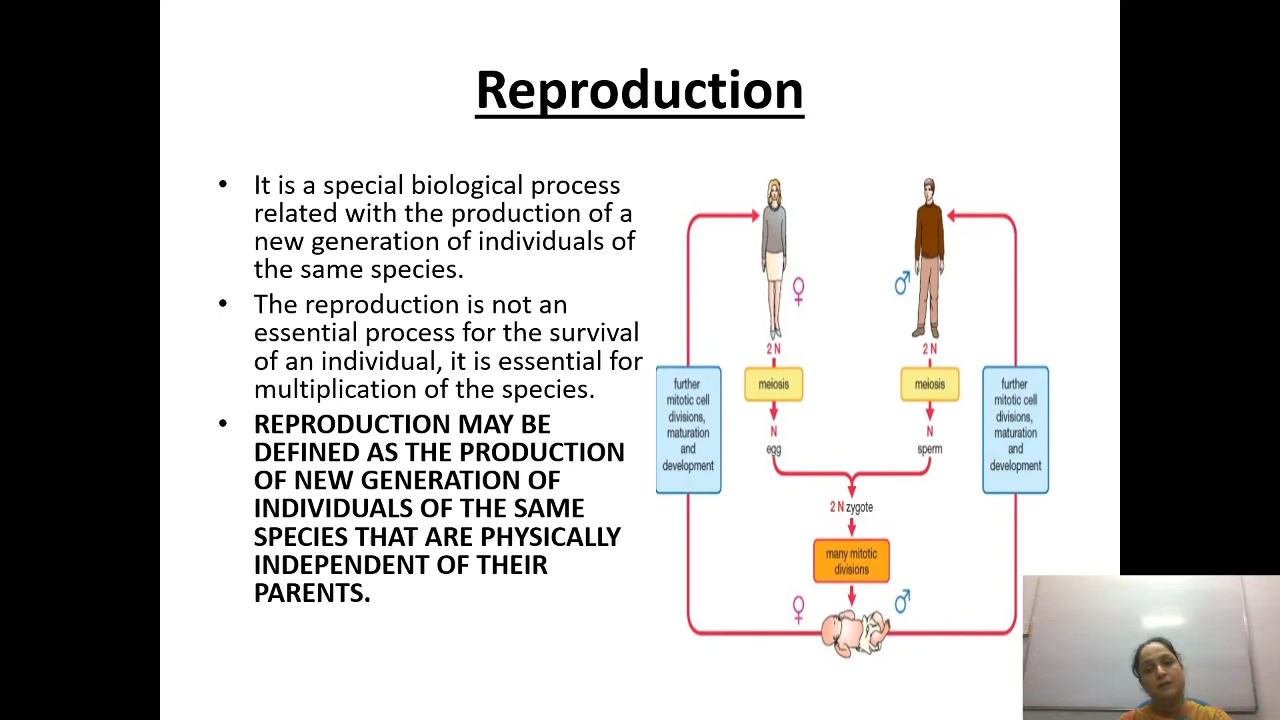 Reproduction
• It is a special biological process
related with the production of a
new generation of individuals of
the same species.
• The reproduction is not an
essential process for the survival
of an individual, it is essential for
multiplication of the species.
• REPRODUCTION MAY BE
DEFINED AS THE PRODUCTION
OF NEW GENERATION OF
INDIVIDUALS OF THE SAME
SPECIES THAT ARE PHYSICALLY
INDEPENDENT OF THEIR
PARENTS.
♀
♂
2 N
2 N
further
mitotic cell
divisions,
maturation
and
development
meiosis
meiosis
further
mitotic cell
divisions,
maturation
and
development
N
egg
N
sperm
2 N zygote
many mitotic
divisions
♀
♂